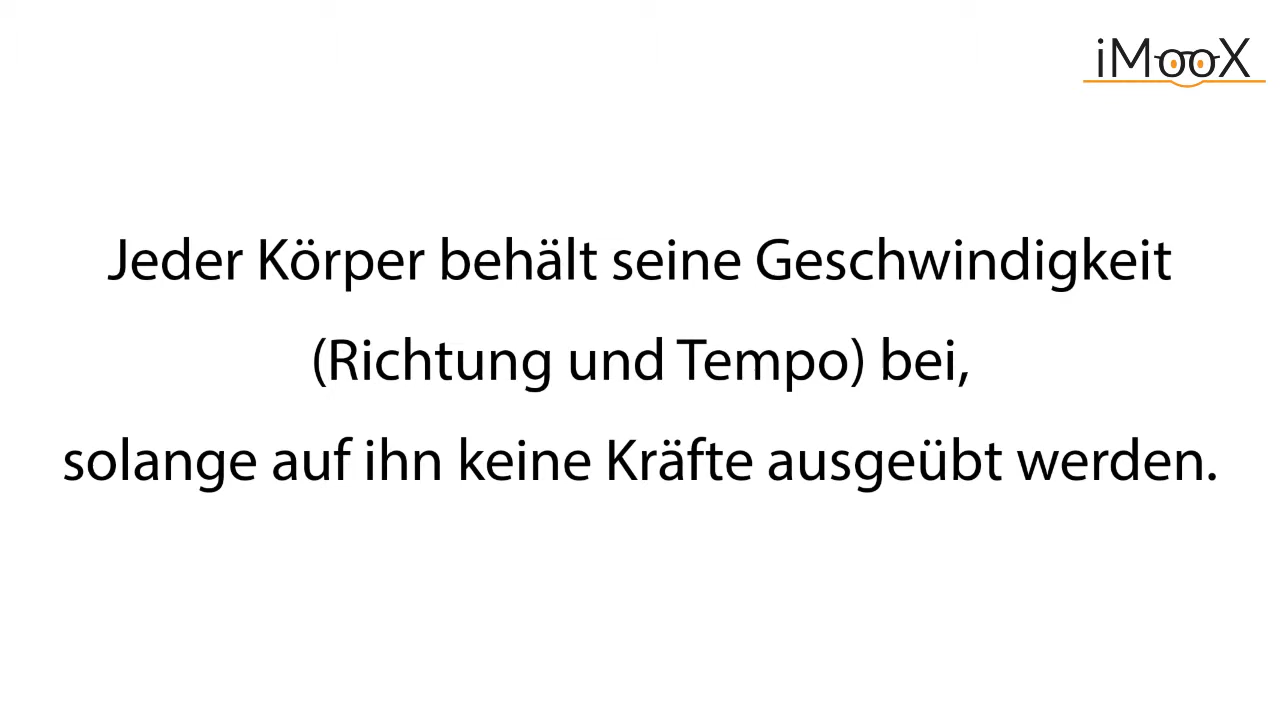 iMooX
Jeder Körper behält seine Geschwindigkeit
(Richtung und Tempo) bei,
solange auf ihn keine Kräfte ausgeübt werden.